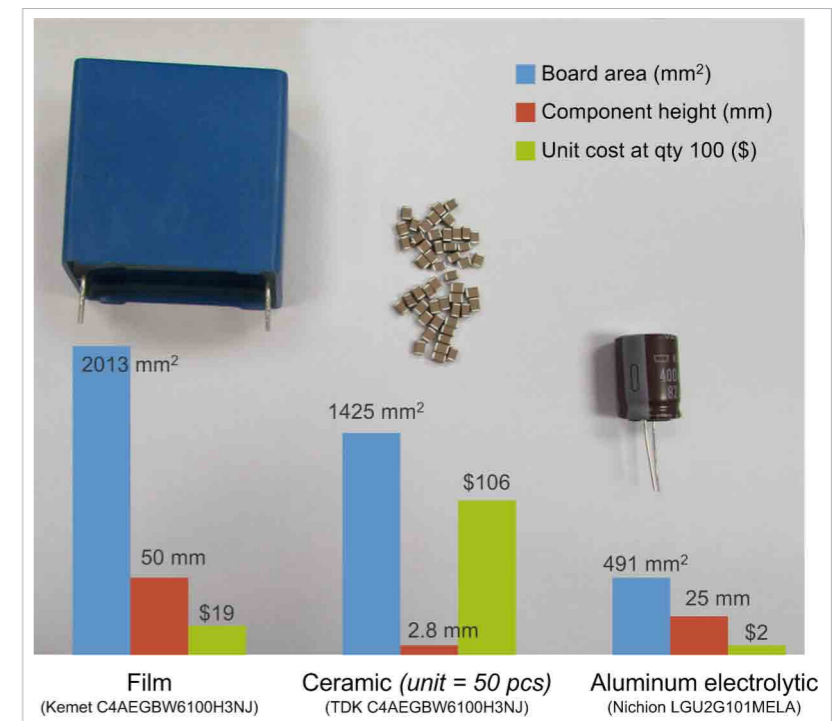 Board area (mm²)
Component height (mm)
Unit cost at qty 100 ($)
400
82
2013 mm²
1425 mm²
$106
50 mm
$19
2.8 mm
491 mm²
25 mm
$2
Film
(Kemet C4AEGBW6100H3NJ)
Ceramic (unit = 50 pcs)
(TDK C4AEGBW6100H3NJ)
Aluminum electrolytic
(Nichion LGU2G101MELA)